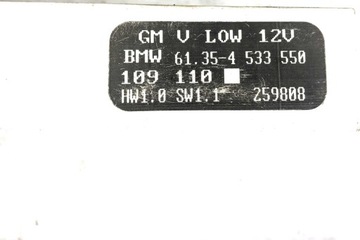 GM V LOW 12V
BMW 61.35-4 533 550
109 110
HW1.0 SW1.1 259808